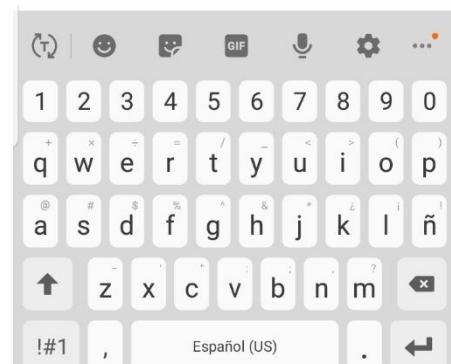 T GIF
1 2 3 4 5 6 7 8 9 0
+ × ÷ = / _ < > ( )
q w e r t y u i o p
@ # $ % ^ & * ¿ ¡ !
a s d f g h j k l ñ
- ' " : ; , ?
z x c v b n m
!#1 , Español (US) .